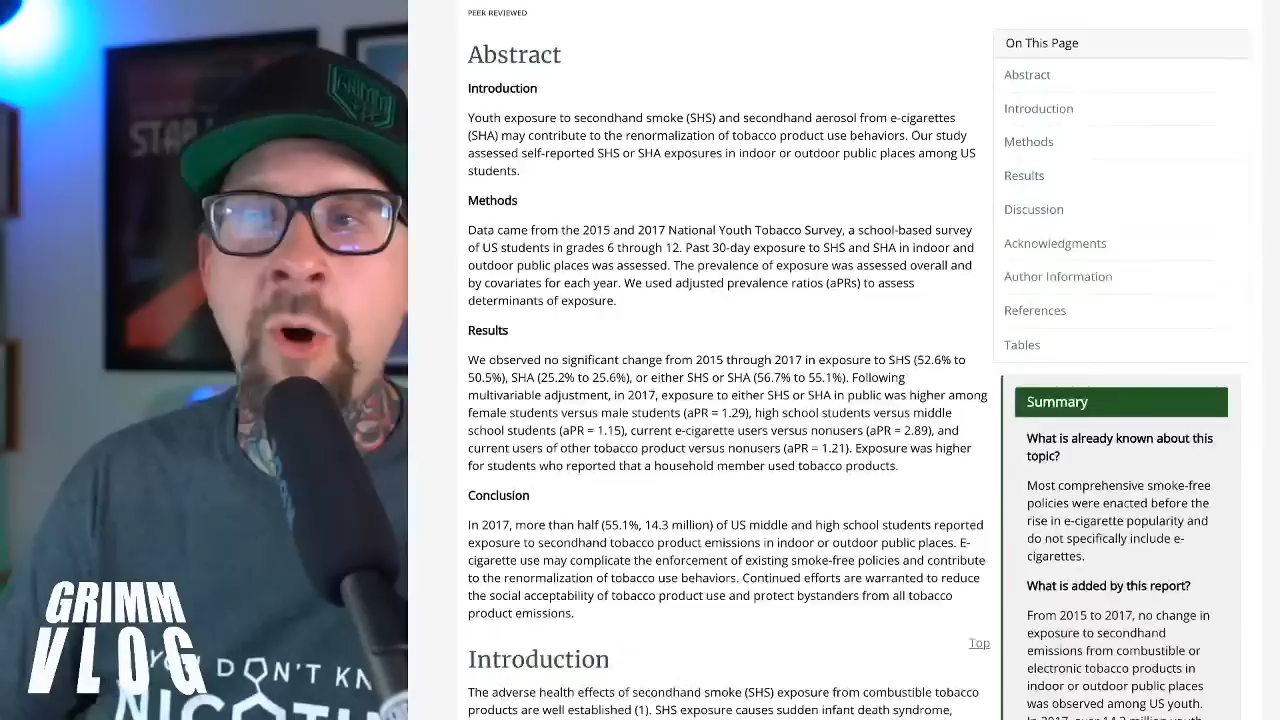 PEER REVIEWED
Abstract
Introduction
Youth exposure to secondhand smoke (SHS) and secondhand aerosol from e-cigarettes
(SHA) may contribute to the renormalization of tobacco product use behaviors. Our study
assessed self-reported SHS or SHA exposures in indoor or outdoor public places among US
students.
Methods
Data came from the 2015 and 2017 National Youth Tobacco Survey, a school-based survey
of US students in grades 6 through 12. Past 30-day exposure to SHS and SHA in indoor and
outdoor public places was assessed. The prevalence of exposure was assessed overall and
by covariates for each year. We used adjusted prevalence ratios (aPRs) to assess
determinants of exposure.
Results
We observed no significant change from 2015 through 2017 in exposure to SHS (52.6% to
50.5%), SHA (25.2% to 25.6%), or either SHS or SHA (56.7% to 55.1%). Following
multivariable adjustment, in 2017, exposure to either SHS or SHA in public was higher among
female students versus male students (aPR = 1.29), high school students versus middle
school students (aPR = 1.15), current e-cigarette users versus nonusers (aPR = 2.89), and
current users of other tobacco product versus nonusers (aPR = 1.21). Exposure was higher
for students who reported that a household member used tobacco products.
Conclusion
In 2017, more than half (55.1%, 14.3 million) of US middle and high school students reported
exposure to secondhand tobacco product emissions in indoor or outdoor public places. E-
cigarette use may complicate the enforcement of existing smoke-free policies and contribute
to the renormalization of tobacco use behaviors. Continued efforts are warranted to reduce
the social acceptability of tobacco product use and protect bystanders from all tobacco
product emissions.
Top
Introduction
The adverse health effects of secondhand smoke (SHS) exposure from combustible tobacco
products are well established (1). SHS exposure causes sudden infant death syndrome,
On This Page
Abstract
Introduction
Methods
Results
Discussion
Acknowledgments
Author Information
References
Tables
Summary
What is already known about this
topic?
Most comprehensive smoke-free
policies were enacted before the
rise in e-cigarette popularity and
do not specifically include e-
cigarettes.
What is added by this report?
From 2015 to 2017, no change in
exposure to secondhand
emissions from combustible or
electronic tobacco products in
indoor or outdoor public places
was observed among US youth.
In 2017, over 14.3 million youth
GRIMM
STAR
GRIMM
VLOG
DON'T KN
NICOTIN